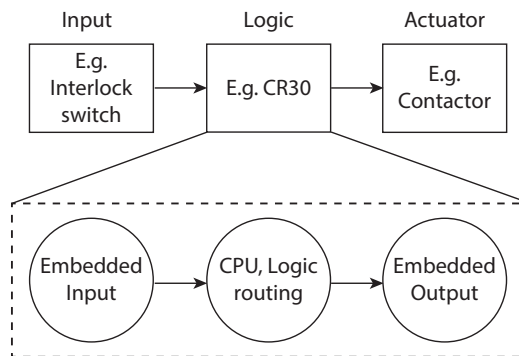 Input
Logic
Actuator
E.g.
Interlock
switch
E.g. CR30
E.g.
Contactor
Embedded
Input
CPU, Logic
routing
Embedded
Output